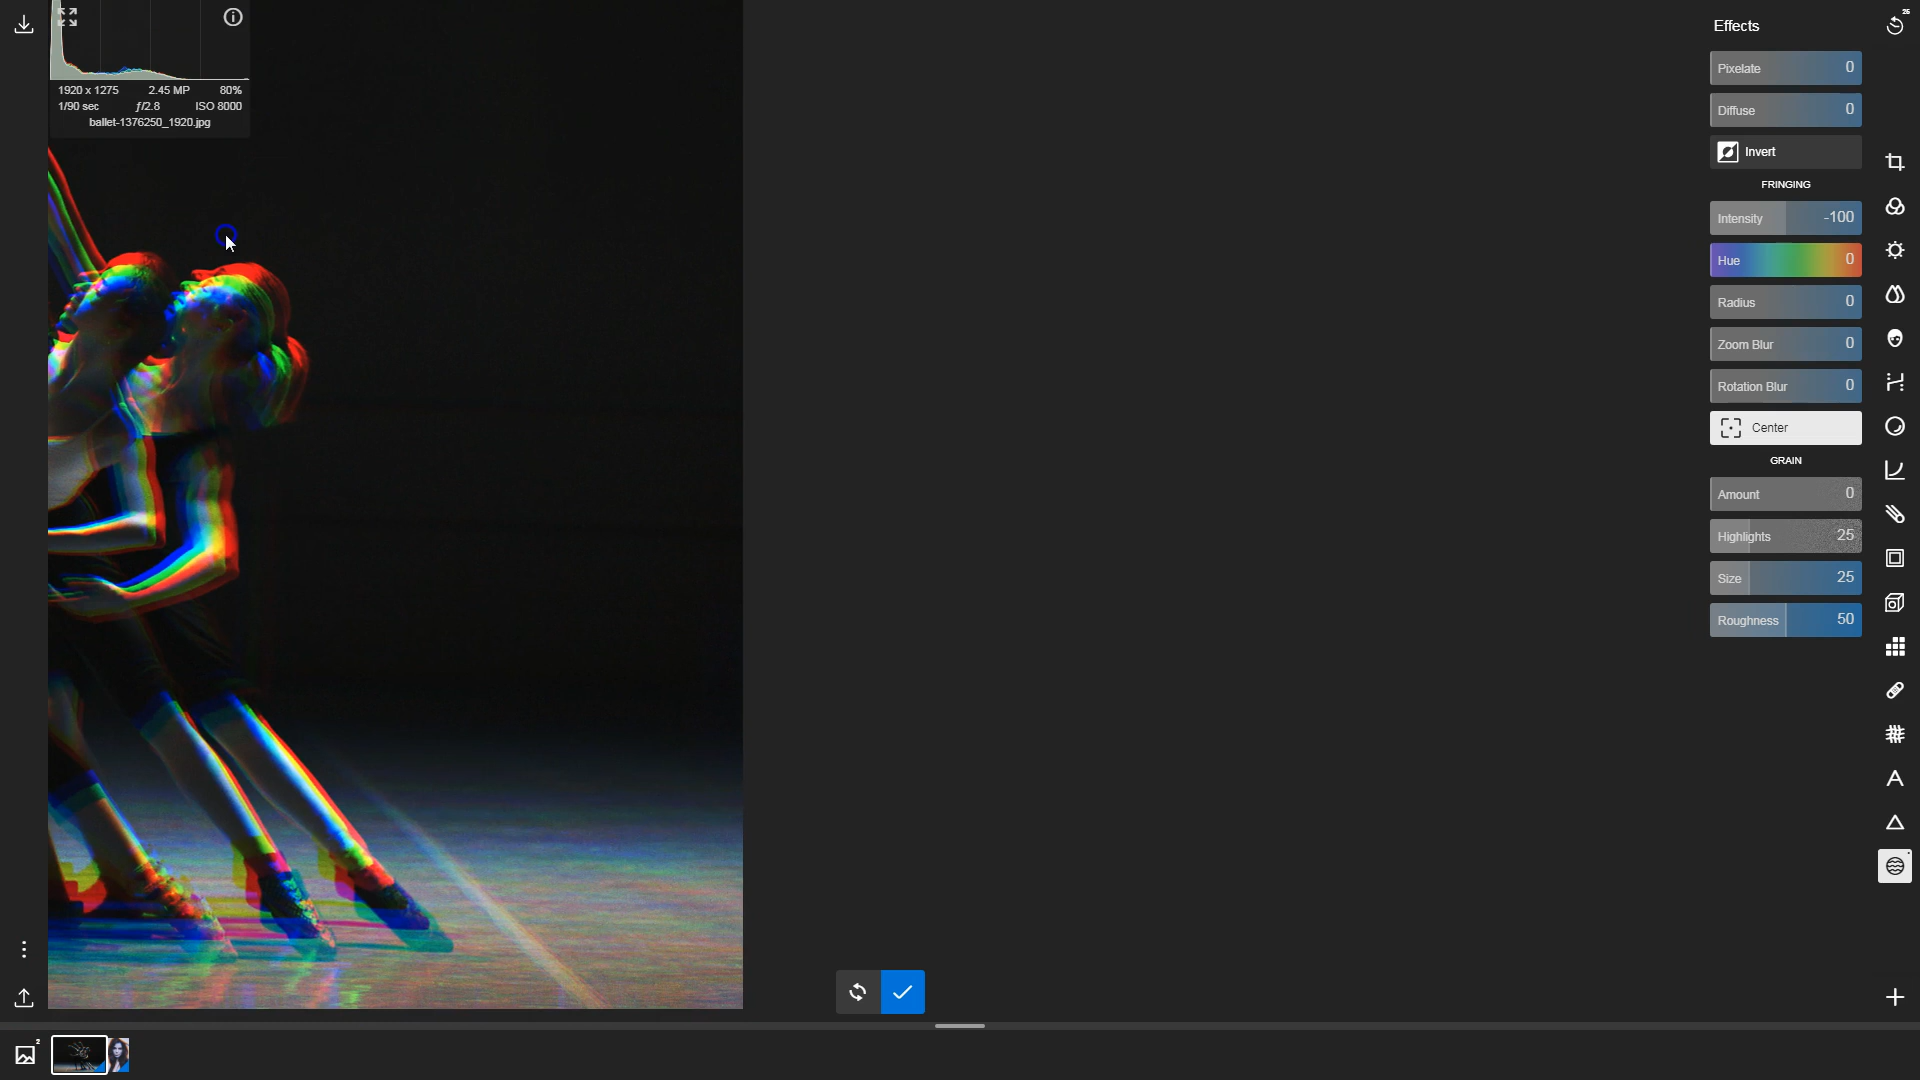 1920 x 1275 2.45 MP 80%
1/90 sec ƒ/2.8 ISO 8000
ballet-1376250_1920.jpg
Effects
25
Pixelate 0
Diffuse 0
Invert
FRINGING
Intensity -100
Hue 0
Radius 0
Zoom Blur 0
Rotation Blur 0
Center
GRAIN
Amount 0
Highlights 25
Size 25
Roughness 50
2